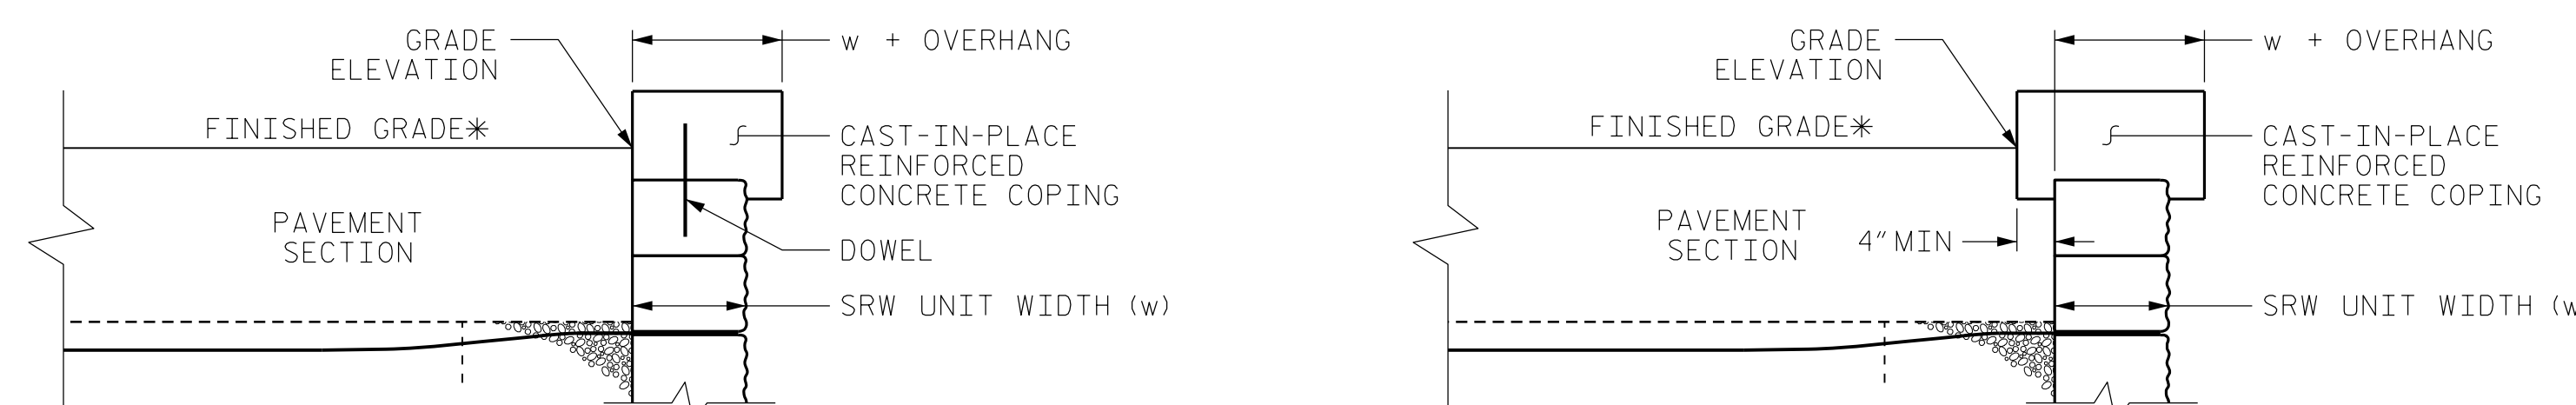 GRADE
ELEVATION
w + OVERHANG
FINISHED GRADE*
CAST-IN-PLACE
REINFORCED
CONCRETE COPING
PAVEMENT
SECTION
DOWEL
SRW UNIT WIDTH (w)
GRADE
ELEVATION
w + OVERHANG
FINISHED GRADE*
CAST-IN-PLACE
REINFORCED
CONCRETE COPING
PAVEMENT
SECTION
4" MIN
SRW UNIT WIDTH (w